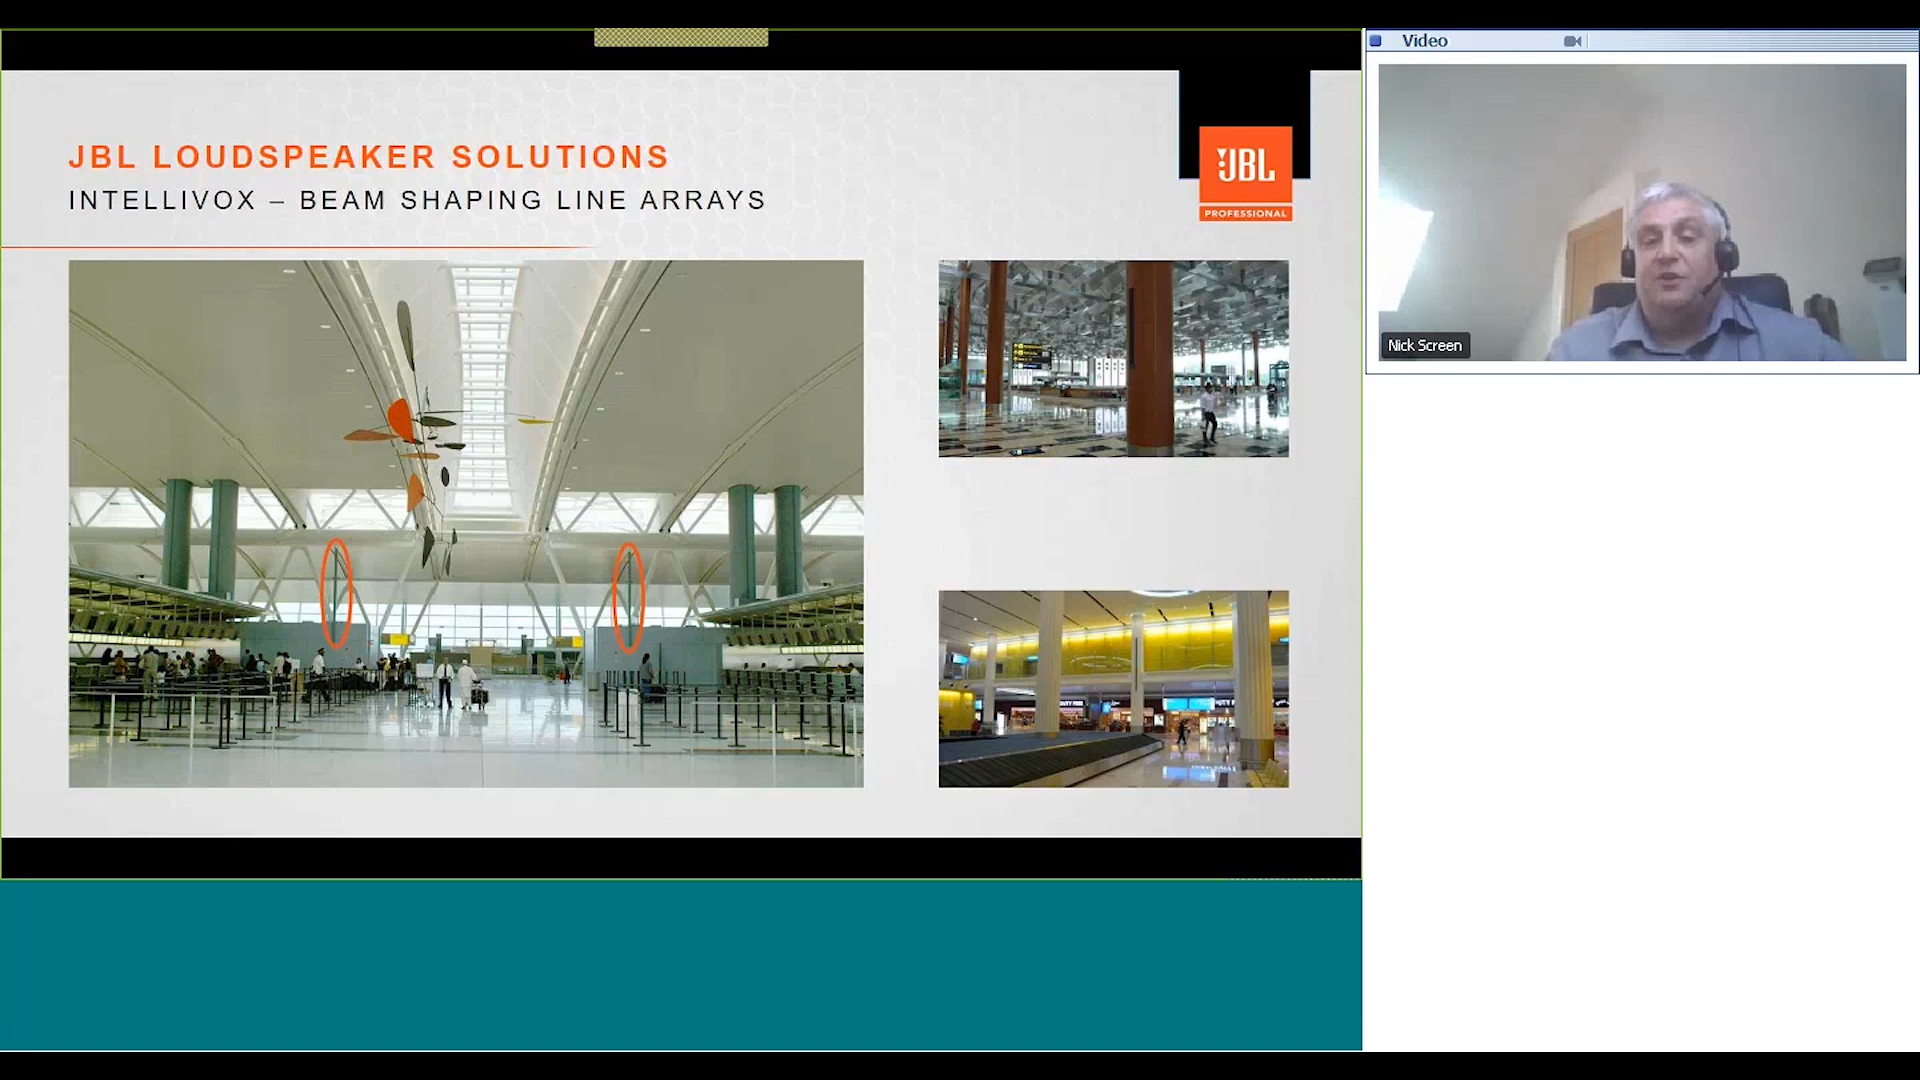 JBL LOUDSPEAKER SOLUTIONS
INTELLIVOX – BEAM SHAPING LINE ARRAYS
JBL
PROFESSIONAL
Video
Nick Screen